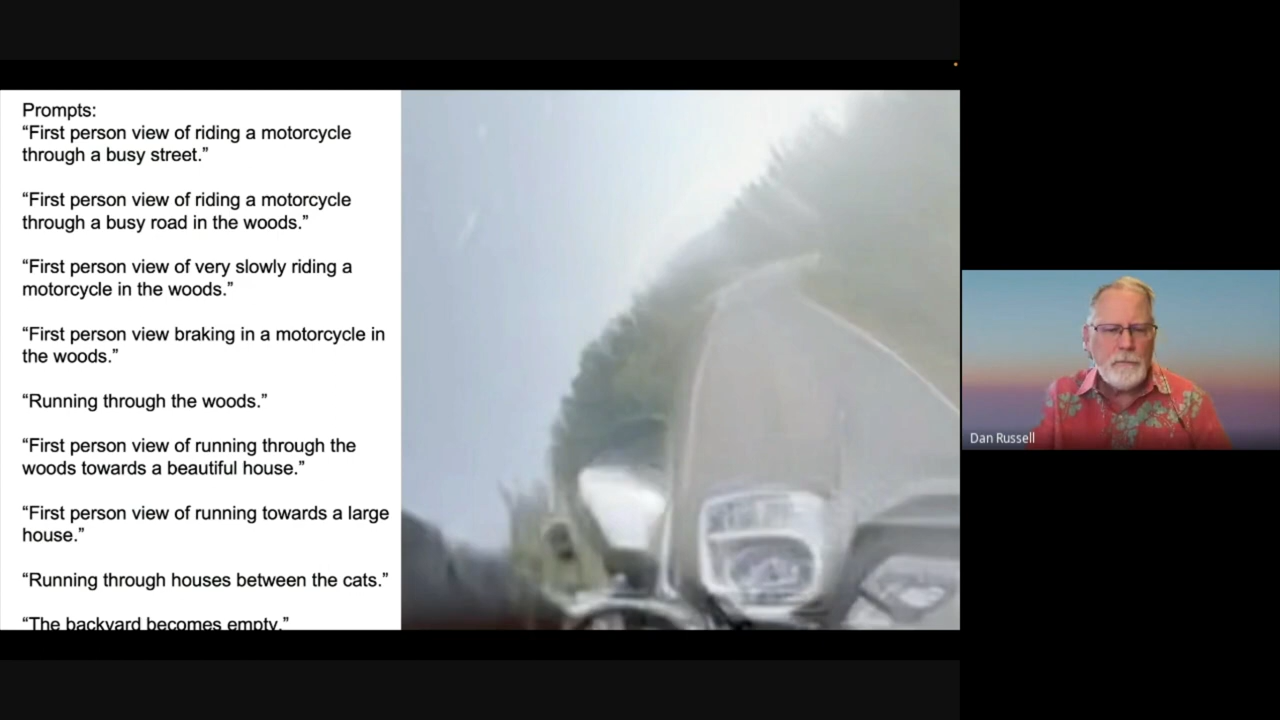 Prompts:
“First person view of riding a motorcycle
through a busy street.”
“First person view of riding a motorcycle
through a busy road in the woods.”
“First person view of very slowly riding a
motorcycle in the woods.”
“First person view braking in a motorcycle in
the woods.”
“Running through the woods.”
“First person view of running through the
woods towards a beautiful house.”
“First person view of running towards a large
house.”
“Running through houses between the cats.”
“The backyard becomes empty.”
Dan Russell